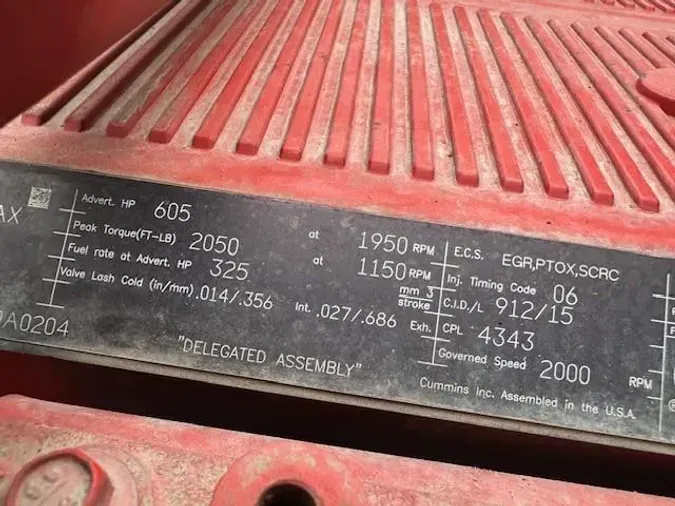 AX
Advert. HP 605 at 1950 RPM
Peak Torque(FT-LB) 2050 at 1150 RPM
Fuel rate at Advert. HP 325 mm 3 stroke
Valve Lash Cold (in/mm) .014/.356 Int. .027/.686 Exh.
E.C.S. EGR,PTOX,SCRC
Inj. Timing Code 06
C.I.D./L 912/15
CPL 4343
Governed Speed 2000 RPM
A0204
"DELEGATED ASSEMBLY"
Cummins Inc. Assembled in the U.S.A.